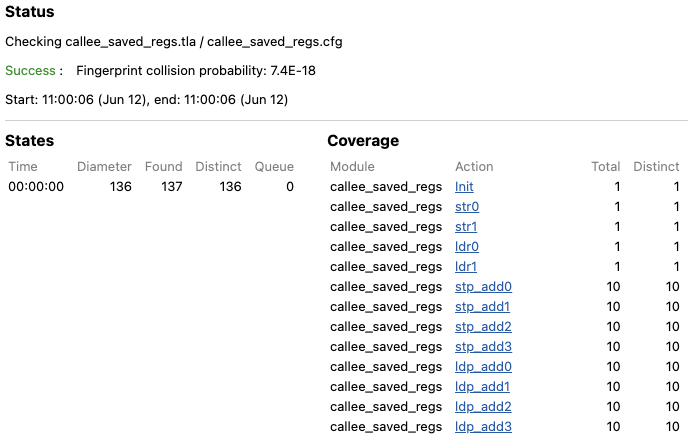 Status
Checking callee_saved_regs.tla / callee_saved_regs.cfg
Success : Fingerprint collision probability: 7.4E-18
Start: 11:00:06 (Jun 12), end: 11:00:06 (Jun 12)
States
Time Diameter Found Distinct Queue
00:00:00 136 137 136 0
Coverage
Module Action Total Distinct
callee_saved_regs Init 1 1
callee_saved_regs str0 1 1
callee_saved_regs str1 1 1
callee_saved_regs ldr0 1 1
callee_saved_regs ldr1 1 1
callee_saved_regs stp_add0 10 10
callee_saved_regs stp_add1 10 10
callee_saved_regs stp_add2 10 10
callee_saved_regs stp_add3 10 10
callee_saved_regs ldp_add0 10 10
callee_saved_regs ldp_add1 10 10
callee_saved_regs ldp_add2 10 10
callee_saved_regs ldp_add3 10 10